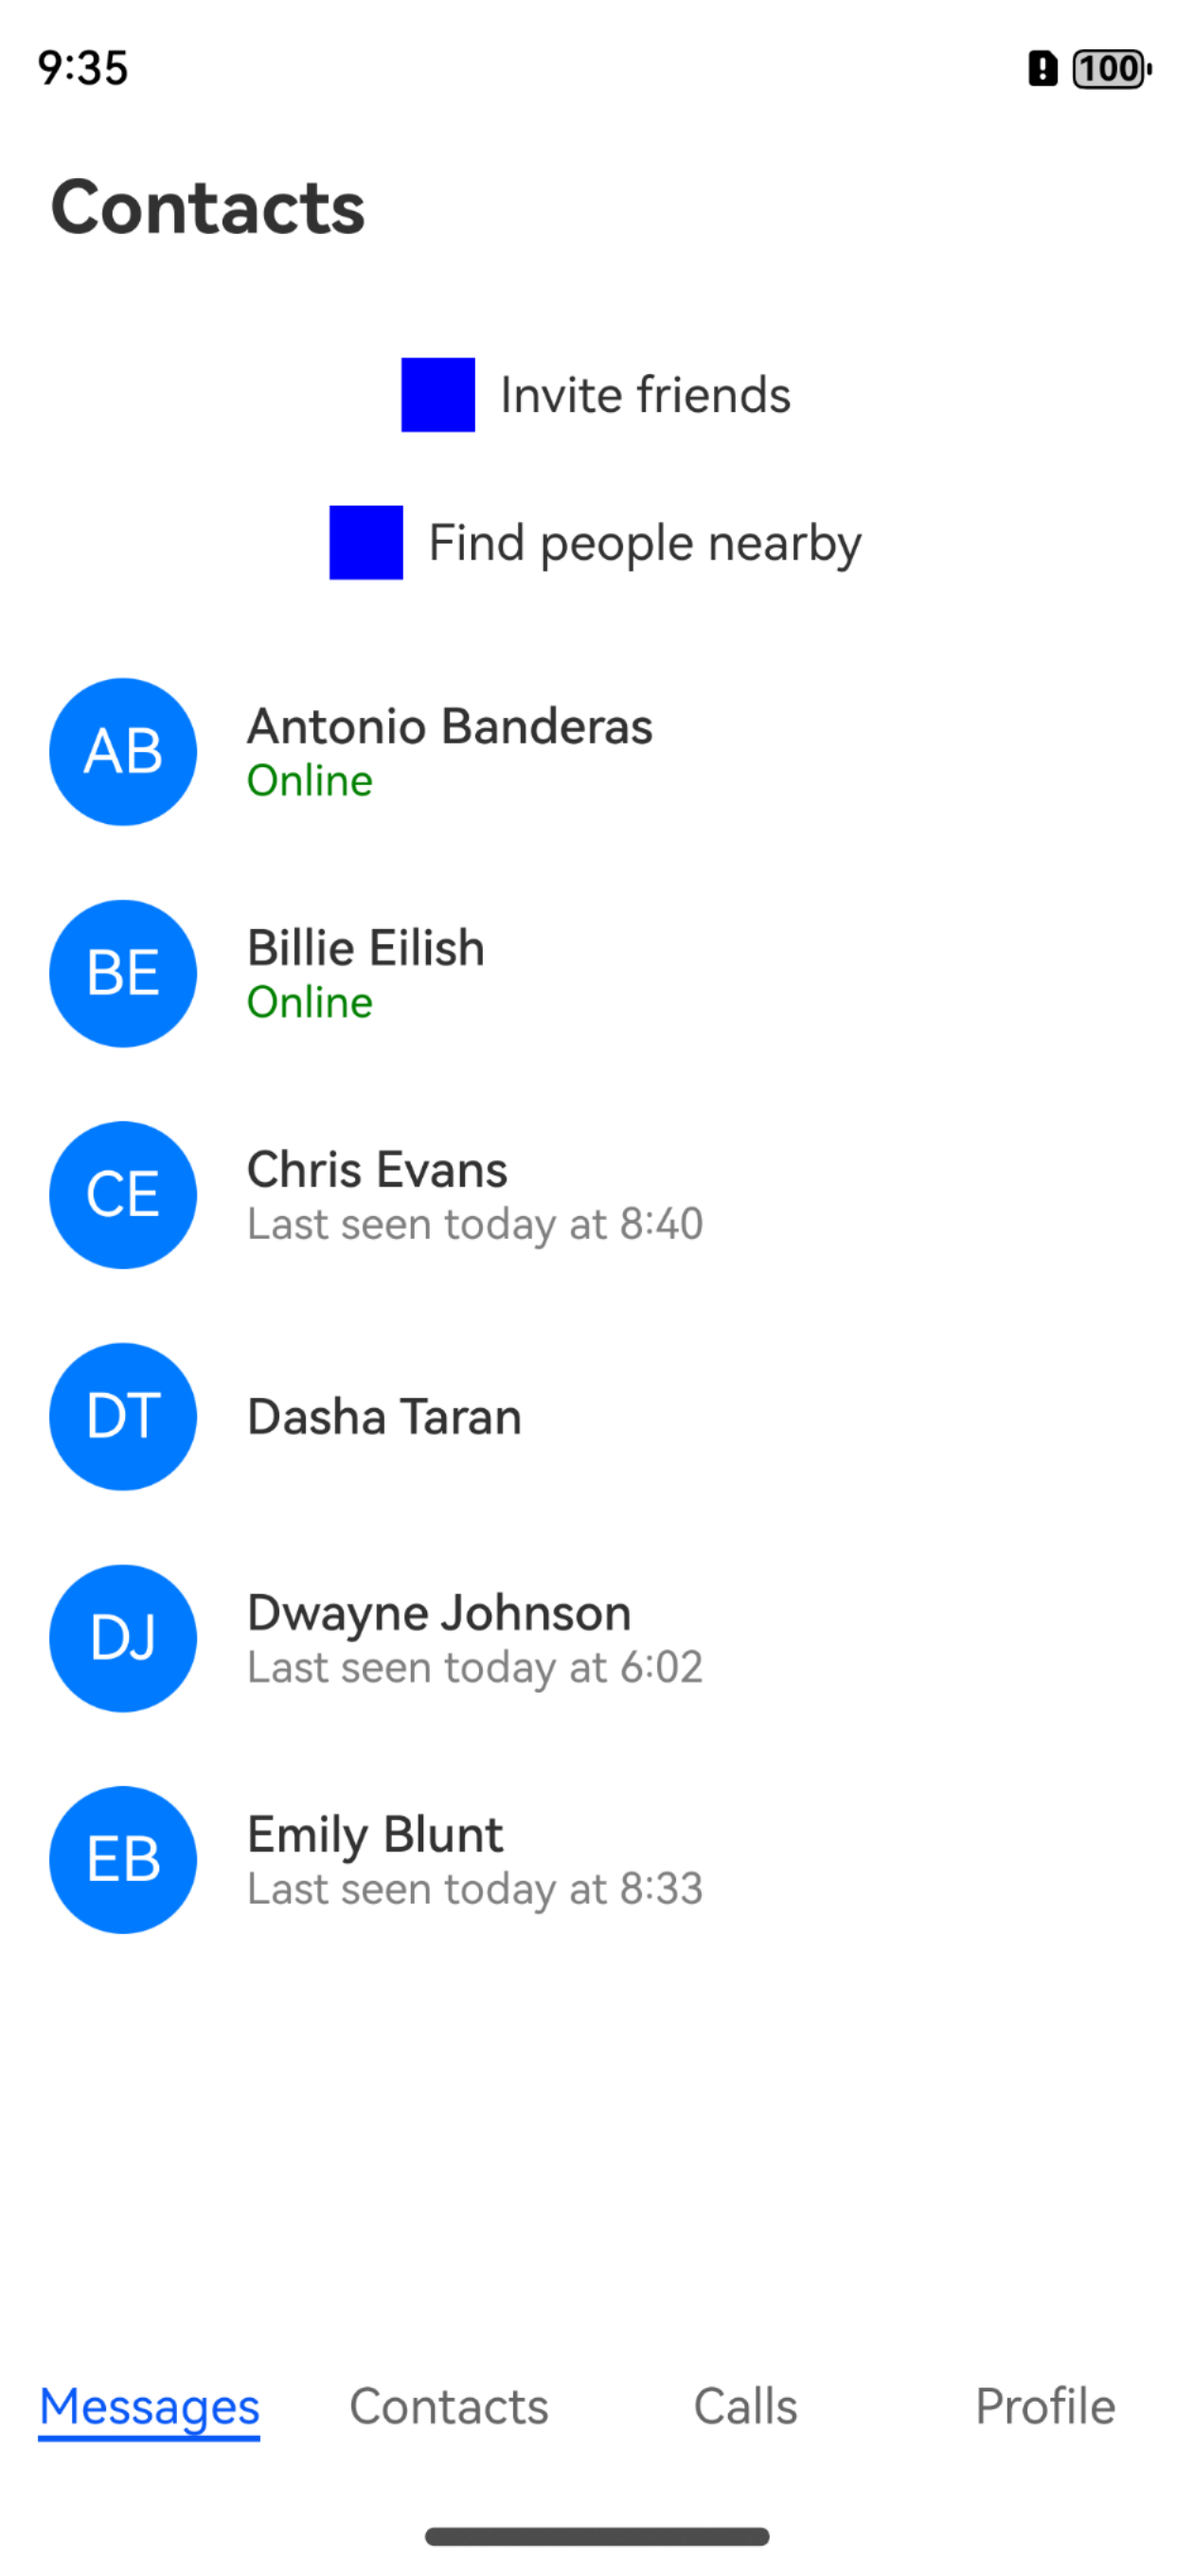 9:35
100
Contacts
Invite friends
Find people nearby
AB
Antonio Banderas
Online
BE
Billie Eilish
Online
CE
Chris Evans
Last seen today at 8:40
DT
Dasha Taran
DJ
Dwayne Johnson
Last seen today at 6:02
EB
Emily Blunt
Last seen today at 8:33
Messages Contacts Calls Profile